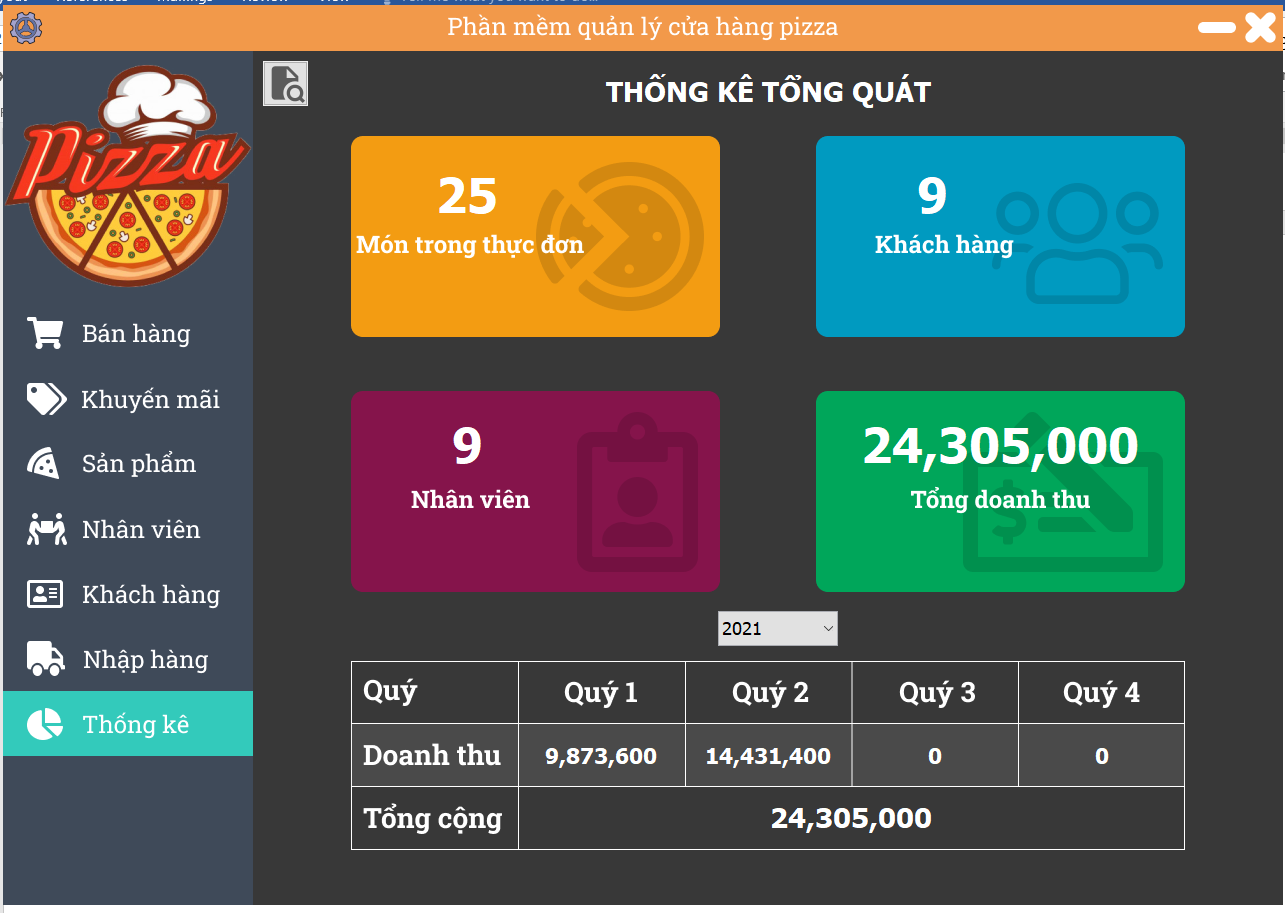 Phần mềm quản lý cửa hàng pizza
Pizza
THỐNG KÊ TỔNG QUÁT
25
Món trong thực đơn
9
Khách hàng
9
Nhân viên
24,305,000
Tổng doanh thu
Bán hàng
Khuyến mãi
Sản phẩm
Nhân viên
Khách hàng
Nhập hàng
Thống kê
2021
Quý Quý 1 Quý 2 Quý 3 Quý 4
Doanh thu 9,873,600 14,431,400 0 0
Tổng cộng 24,305,000